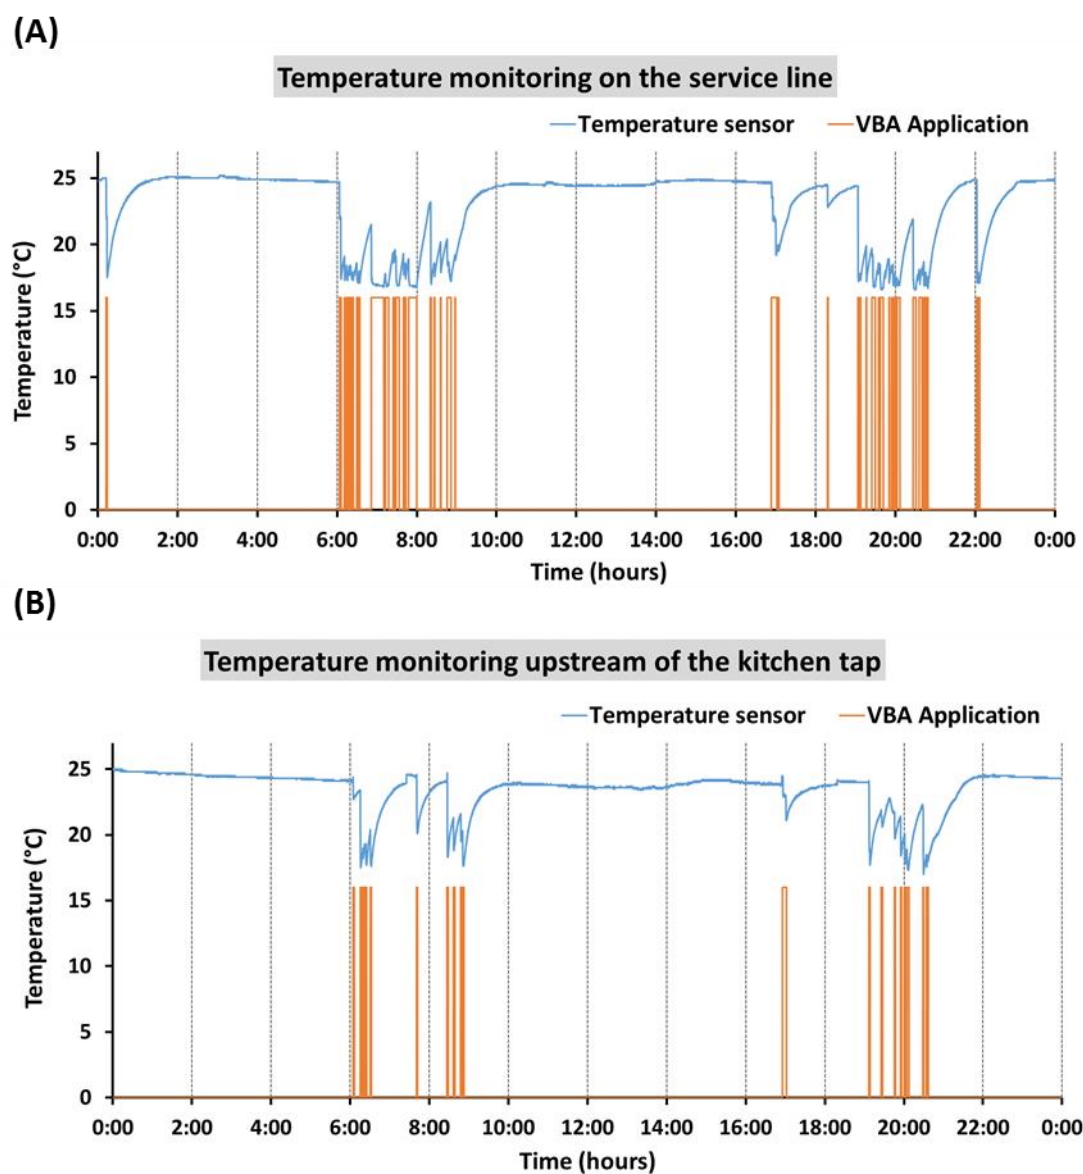 (A)
Temperature monitoring on the service line
Temperature sensor VBA Application
Temperature (°C)
25
20
15
10
5
0
0:00 2:00 4:00 6:00 8:00 10:00 12:00 14:00 16:00 18:00 20:00 22:00 0:00
Time (hours)
(B)
Temperature monitoring upstream of the kitchen tap
Temperature sensor VBA Application
Temperature (°C)
25
20
15
10
5
0
0:00 2:00 4:00 6:00 8:00 10:00 12:00 14:00 16:00 18:00 20:00 22:00 0:00
Time (hours)